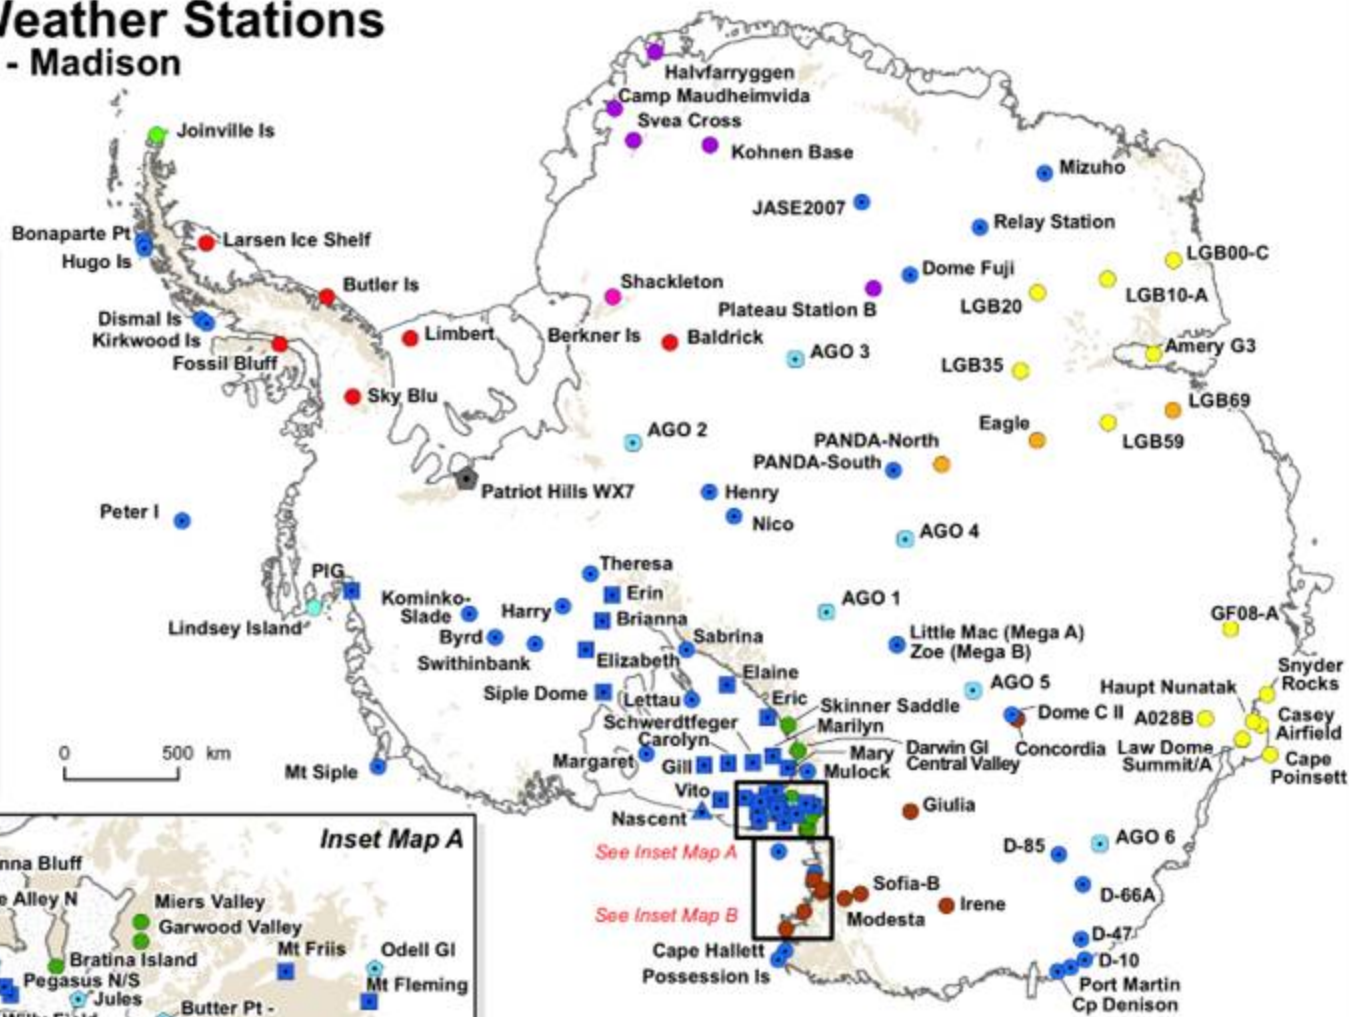 Weather Stations
- Madison
Halvfarryggen
Camp Maudheimvida
Svea Cross
Kohnen Base
Joinville Is
Mizuho
JASE2007
Relay Station
Bonaparte Pt
Hugo Is
Larsen Ice Shelf
LGB00-C
Dome Fuji
Butler Is
Shackleton
LGB20
LGB10-A
Plateau Station B
Dismal Is
Kirkwood Is
Limbert
Berkner Is
Baldrick
AGO 3
Amery G3
Fossil Bluff
LGB35
Sky Blu
LGB69
AGO 2
PANDA-North
Eagle
LGB59
PANDA-South
Patriot Hills WX7
Henry
Peter I
Nico
AGO 4
Theresa
PIG
Kominko-
Slade
Harry
Erin
AGO 1
Brianna
GF08-A
Lindsey Island
Byrd
Sabrina
Little Mac (Mega A)
Zoe (Mega B)
Swithinbank
Elizabeth
Snyder
Rocks
Elaine
Siple Dome
Lettau
Eric
AGO 5
Haupt Nunatak
Skinner Saddle
Dome C II
A028B
Casey
Airfield
Schwerdtfeger
Marilyn
Carolyn
Concordia
Law Dome
Summit/A
0 500 km
Margaret
Gill
Mary
Darwin Gl
Central Valley
Cape
Poinsett
Mt Siple
Mulock
Vito
Giulia
Nascent
AGO 6
See Inset Map A
D-85
Sofia-B
D-66A
Irene
See Inset Map B
Modesta
D-47
Cape Hallett
D-10
Possession Is
Port Martin
Cp Denison
Inset Map A
nna Bluff
e Alley N
Miers Valley
Garwood Valley
Mt Friis
Odell Gl
Bratina Island
Pegasus N/S
Mt Fleming
Jules
Butter Pt -